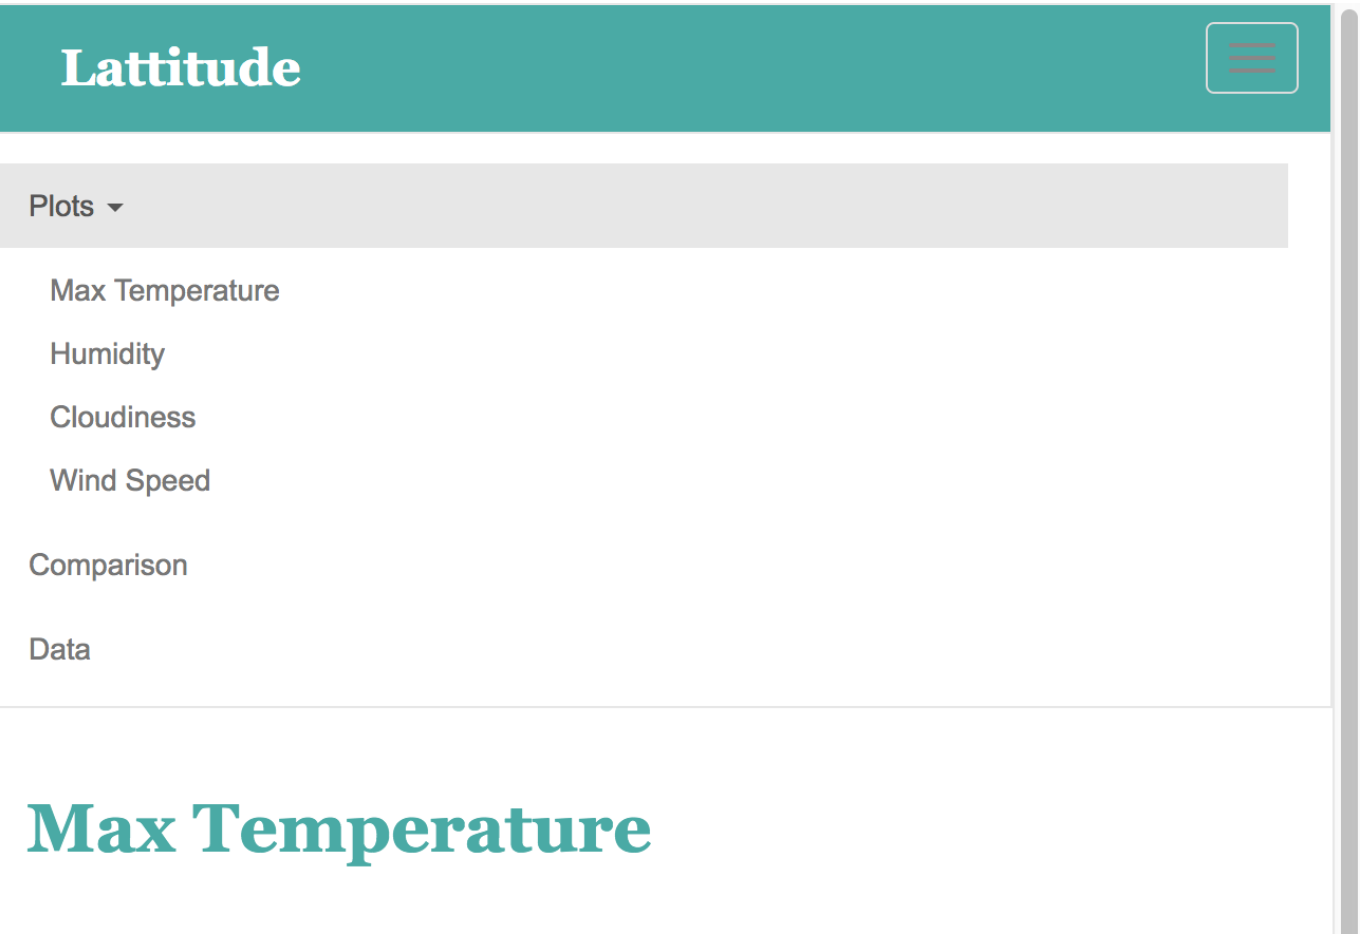 Lattitude
Plots
Max Temperature
Humidity
Cloudiness
Wind Speed
Comparison
Data
Max Temperature